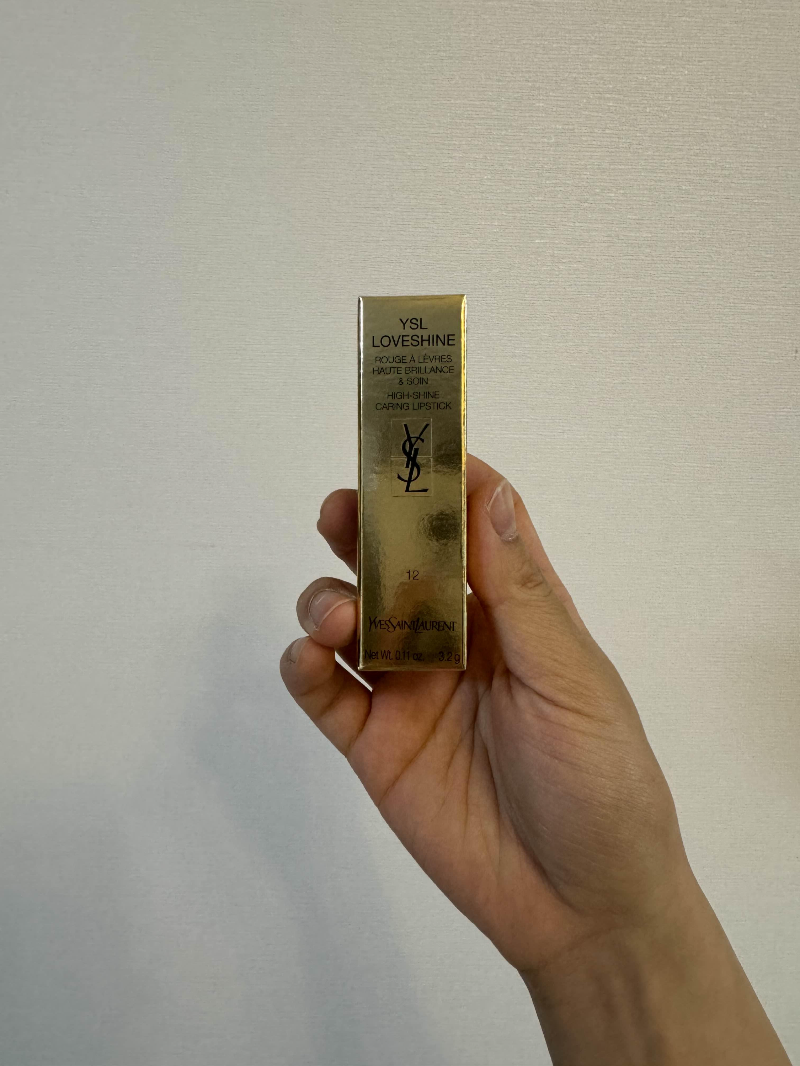 YSL
LOVESHINE
ROUGE À LÈVRES
HAUTE BRILLANCE
& SOIN
HIGH-SHINE
CARING LIPSTICK
YSL
12
YVESSAINTLAURENT
Net Wt. 0.11 oz. - 3.2 g